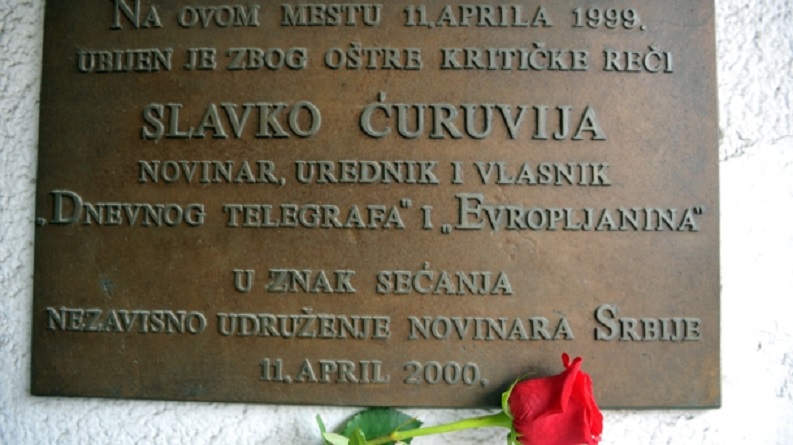 Na ovom mestu 11.aprila 1999.
ubijen je zbog oštre kritičke reči
SLAVKO ĆURUVIJA
novinar, urednik i vlasnik
„Dnevnog telegrafa" i „Evropljanina"
u znak sećanja
nezavisno udruženje novinara Srbije
11.april 2000.